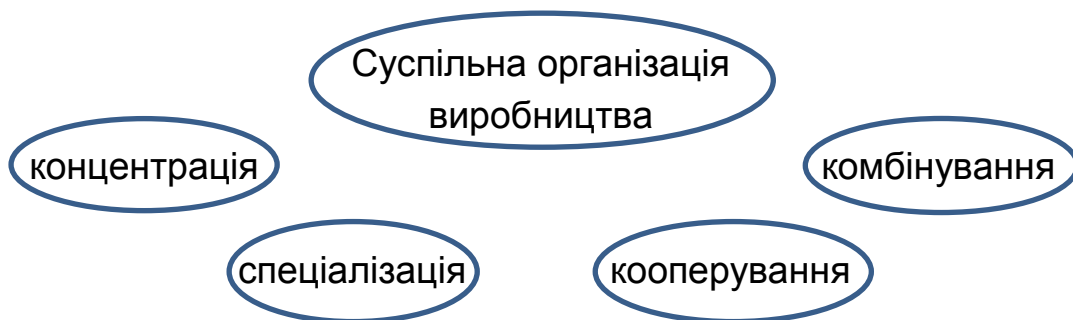 Суспільна організація
виробництва
концентрація
комбінування
спеціалізація
кооперування